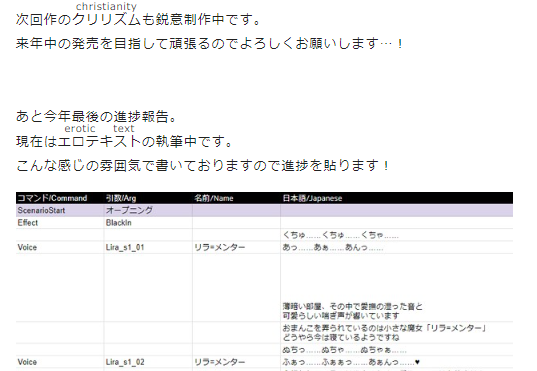 christianity
次回作のクリリズムも鋭意制作中です。
来年中の発売を目指して頑張るのでよろしくお願いします…！
あと今年最後の進捗報告。
erotic text
現在はエロテキストの執筆中です。
こんな感じの雰囲気で書いておりますので進捗を貼ります！
コマンド/Command 引数/Arg 名前/Name 日本語/Japanese
ScenarioStart オープニング
Effect BlackIn
くちゅ……くちゅ……くちゃ……
Voice Lira_s1_01 リラ=メンター あっ……あぁ……あんっ……
薄暗い部屋、その中で愛撫の湿った音と
可愛らしい喘ぎ声が響いています
おまんこを弄られているのは小さな魔女「リラ=メンター」
どうやら今は寝ているようですね
ぬちっ……ぬちゃ……ぬちゃぁ……
Voice Lira_s1_02 リラ=メンター ふぁっ……ふぁぁっ……あぁんっ……♥